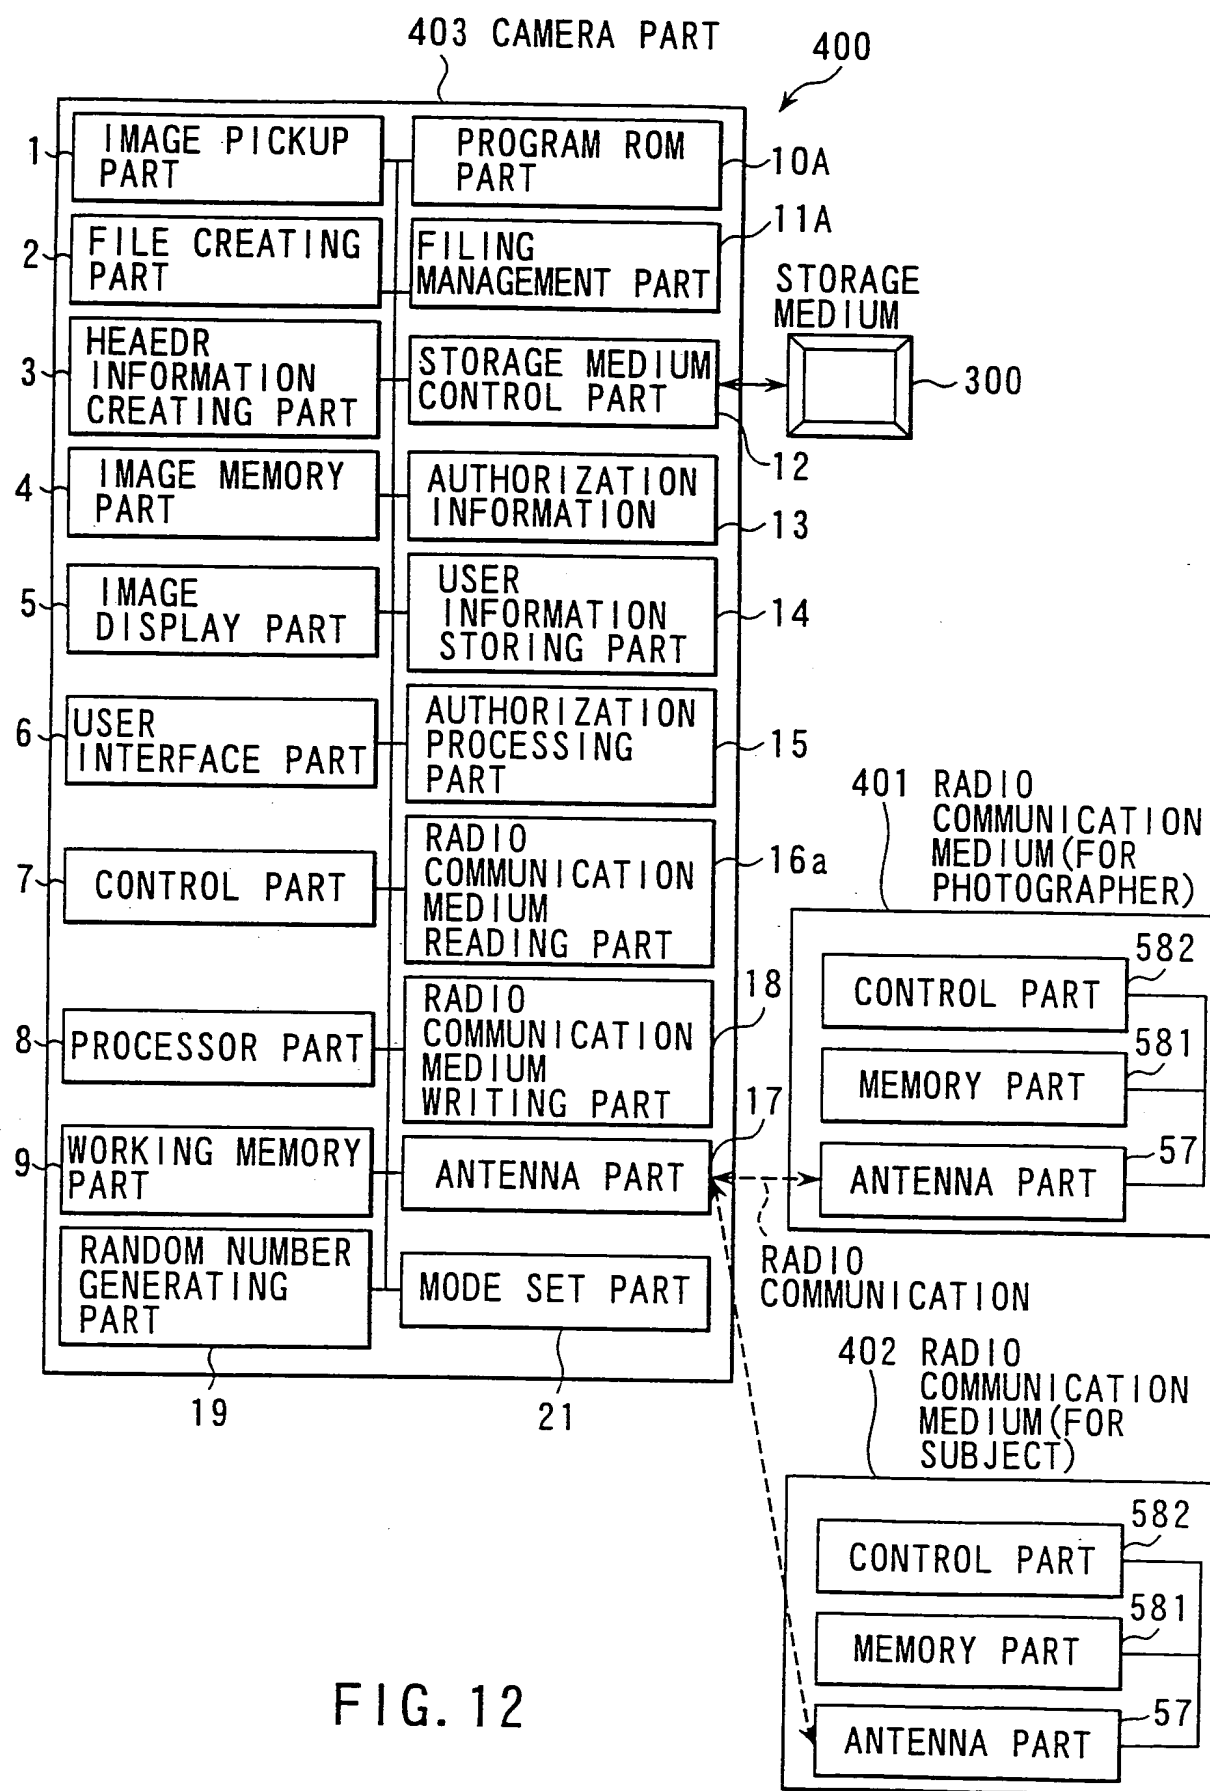 403 CAMERA PART
400
1
IMAGE PICKUP
PART
PROGRAM ROM
PART
10A
2
FILE CREATING
PART
FILING
MANAGEMENT PART
11A
STORAGE
MEDIUM
3
HEAEDR
INFORMATION
CREATING PART
STORAGE MEDIUM
CONTROL PART
300
12
4
IMAGE MEMORY
PART
AUTHORIZATION
INFORMATION
13
5
IMAGE
DISPLAY PART
USER
INFORMATION
STORING PART
14
6
USER
INTERFACE PART
AUTHORIZATION
PROCESSING
PART
15
7
CONTROL PART
RADIO
COMMUNICATION
MEDIUM
READING PART
16a
401 RADIO
COMMUNICATION
MEDIUM(FOR
PHOTOGRAPHER)
8
PROCESSOR PART
RADIO
COMMUNICATION
MEDIUM
WRITING PART
18
582
CONTROL PART
581
MEMORY PART
9
WORKING MEMORY
PART
ANTENNA PART
17
57
ANTENNA PART
RADIO
COMMUNICATION
RANDOM NUMBER
GENERATING
PART
MODE SET PART
19
21
402 RADIO
COMMUNICATION
MEDIUM(FOR
SUBJECT)
582
CONTROL PART
581
MEMORY PART
57
ANTENNA PART
FIG.12